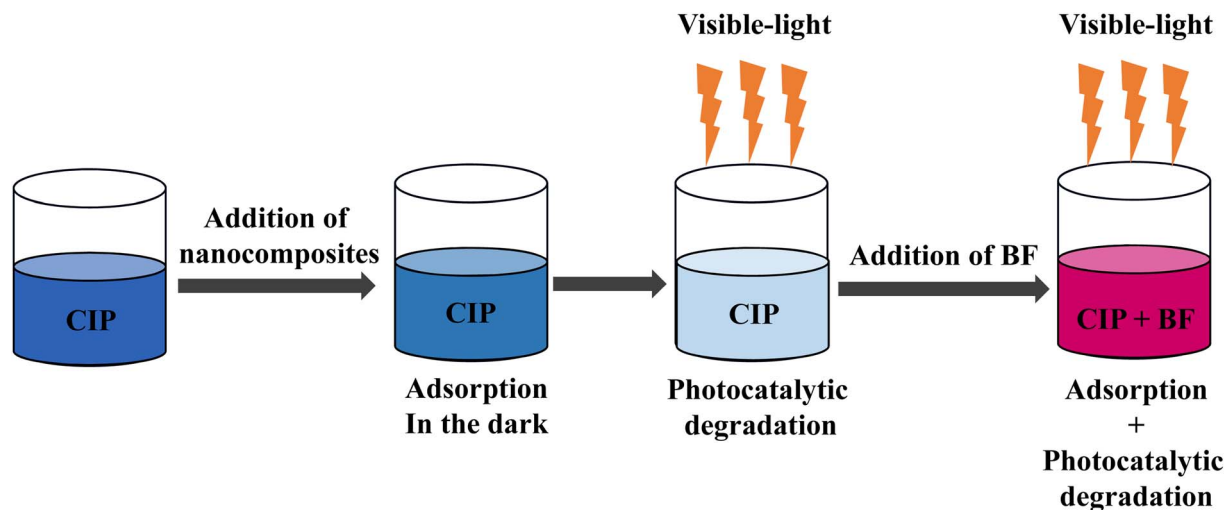 Visible-light
Visible-light
Addition of
nanocomposites
Addition of BF
CIP
CIP
CIP
CIP + BF
Adsorption
In the dark
Photocatalytic
degradation
Adsorption
+
Photocatalytic
degradation